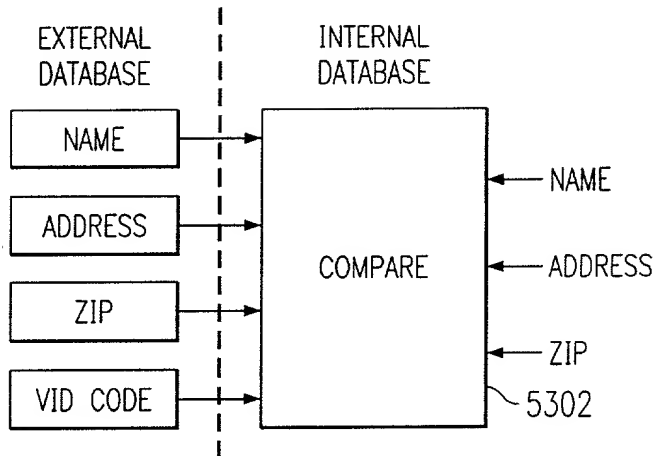 EXTERNAL
DATABASE
INTERNAL
DATABASE
NAME
ADDRESS
ZIP
VID CODE
COMPARE
NAME
ADDRESS
ZIP
5302